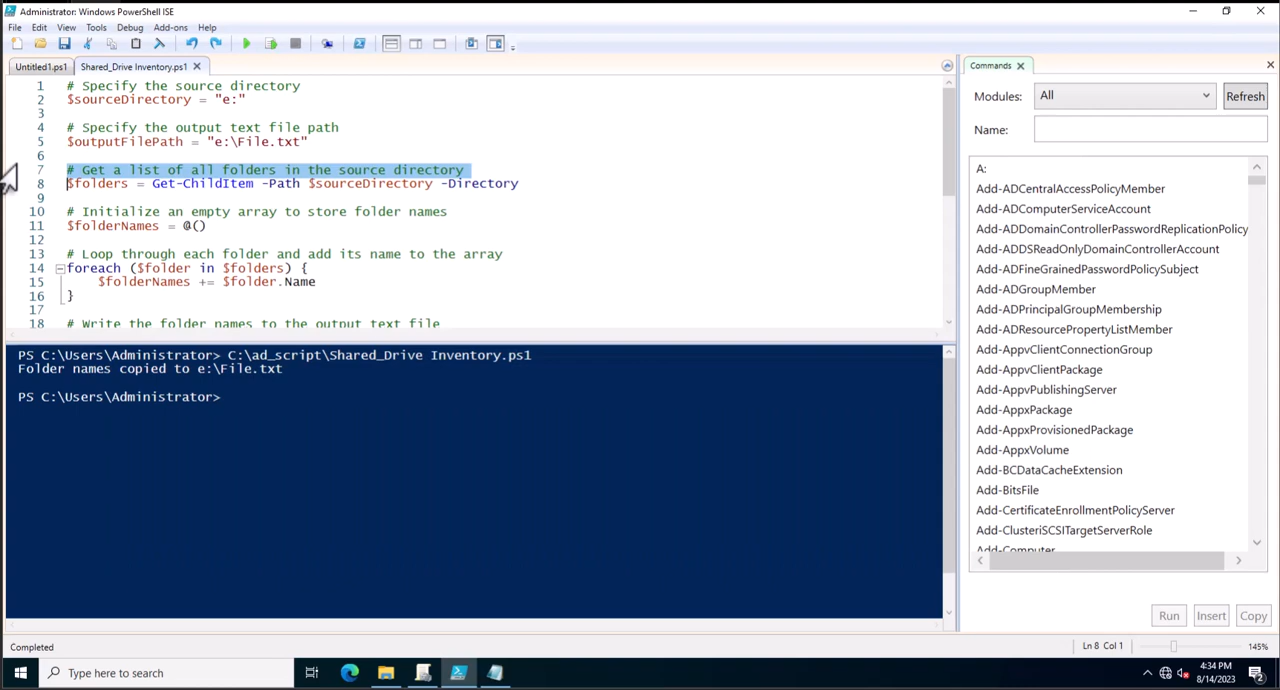 Administrator: Windows PowerShell ISE
File Edit View Tools Debug Add-ons Help
Untitled1.ps1 Shared_Drive Inventory.ps1
1 # Specify the source directory
2 $sourceDirectory = "e:"
3
4 # Specify the output text file path
5 $outputFilePath = "e:\File.txt"
6
7 # Get a list of all folders in the source directory
8 $folders = Get-ChildItem -Path $sourceDirectory -Directory
9
10 # Initialize an empty array to store folder names
11 $folderNames = @()
12
13 # Loop through each folder and add its name to the array
14 foreach ($folder in $folders) {
15 $folderNames += $folder.Name
16 }
17
18 # Write the folder names to the output text file
PS C:\Users\Administrator> C:\ad_script\Shared_Drive Inventory.ps1
Folder names copied to e:\File.txt
PS C:\Users\Administrator>
Commands
Modules: All Refresh
Name:
A:
Add-ADCentralAccessPolicyMember
Add-ADComputerServiceAccount
Add-ADDomainControllerPasswordReplicationPolicy
Add-ADDSReadOnlyDomainControllerAccount
Add-ADFineGrainedPasswordPolicySubject
Add-ADGroupMember
Add-ADPrincipalGroupMembership
Add-ADResourcePropertyListMember
Add-AppvClientConnectionGroup
Add-AppvClientPackage
Add-AppvPublishingServer
Add-AppxPackage
Add-AppxProvisionedPackage
Add-AppxVolume
Add-BCDataCacheExtension
Add-BitsFile
Add-CertificateEnrollmentPolicyServer
Add-ClusteriSCSITargetServerRole
Add-Computer
Run Insert Copy
Completed
Ln 8 Col 1
145%
Type here to search
4:34 PM
8/14/2023
2